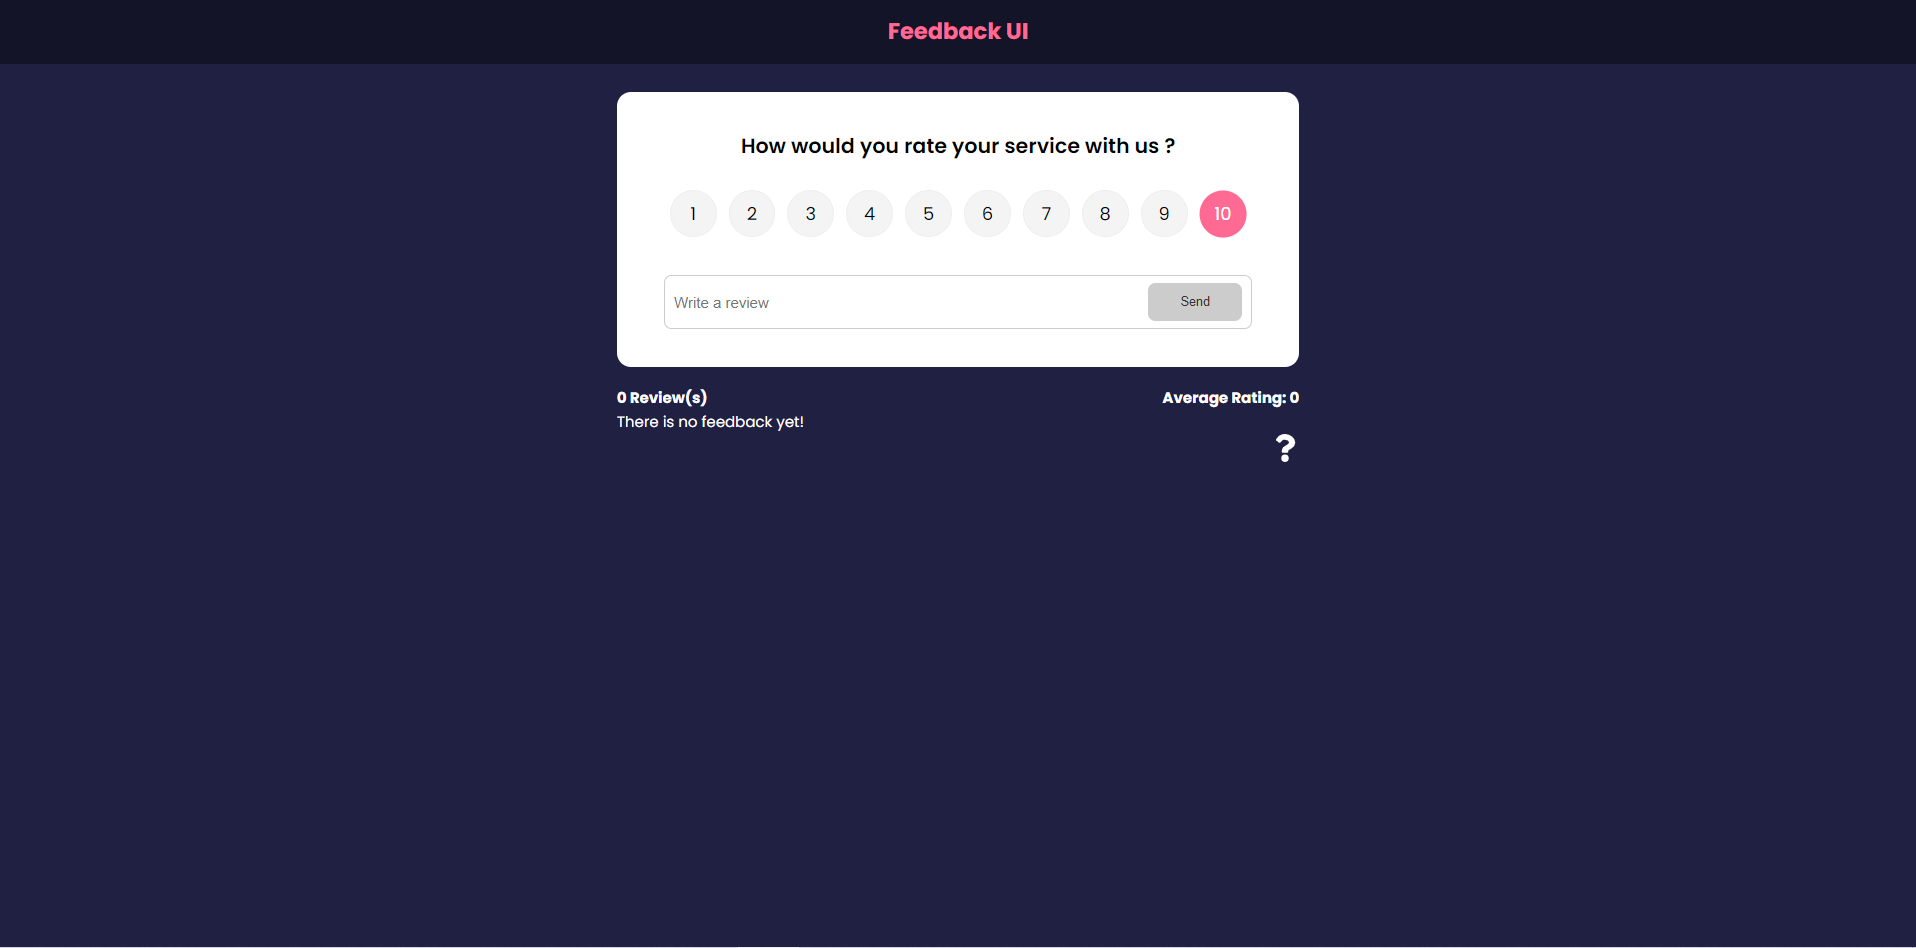 Feedback UI
How would you rate your service with us ?
1 2 3 4 5 6 7 8 9 10
Write a review Send
0 Review(s) Average Rating: 0
There is no feedback yet!
?